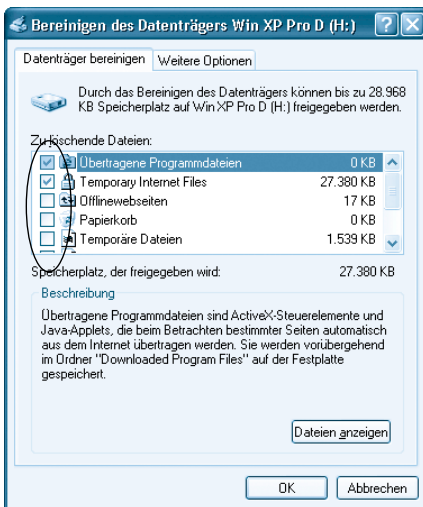 Bereinigen des Datenträgers Win XP Pro D (H:)
Datenträger bereinigen Weitere Optionen
Durch das Bereinigen des Datenträgers können bis zu 28.968
KB Speicherplatz auf Win XP Pro D (H:) freigegeben werden.
Zu löschende Dateien:
Übertragene Programmdateien 0 KB
Temporary Internet Files 27.380 KB
Offlinewebseiten 17 KB
Papierkorb 0 KB
Temporäre Dateien 1.539 KB
Speicherplatz, der freigegeben wird: 27.380 KB
Beschreibung
Übertragene Programmdateien sind ActiveX-Steuerelemente und
Java-Applets, die beim Betrachten bestimmter Seiten automatisch
aus dem Internet übertragen werden. Sie werden vorübergehend
im Ordner "Downloaded Program Files" auf der Festplatte
gespeichert.
Dateien anzeigen
OK Abbrechen